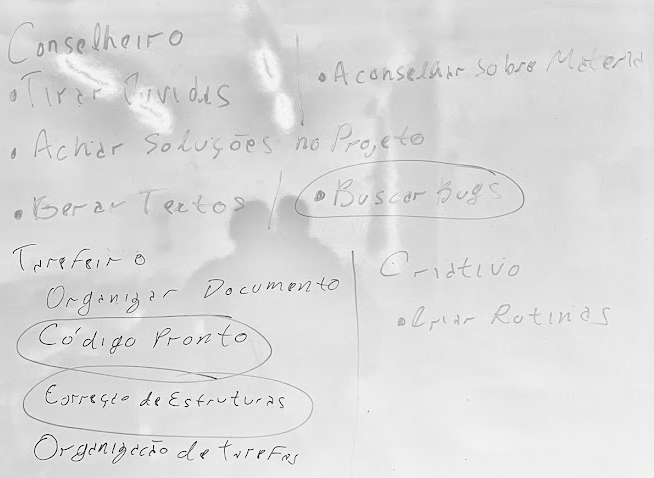 Conselheiro
• Tirar Dúvidas
• Aconselhar sobre Materia
• Achar Soluções no Projeto
• Gerar Textos
• Buscar Bugs
Tarefeiro
Organizar Documento
Código Pronto
Correção de Estruturas
Organização de tarefas
Criativo
• Criar Rotinas